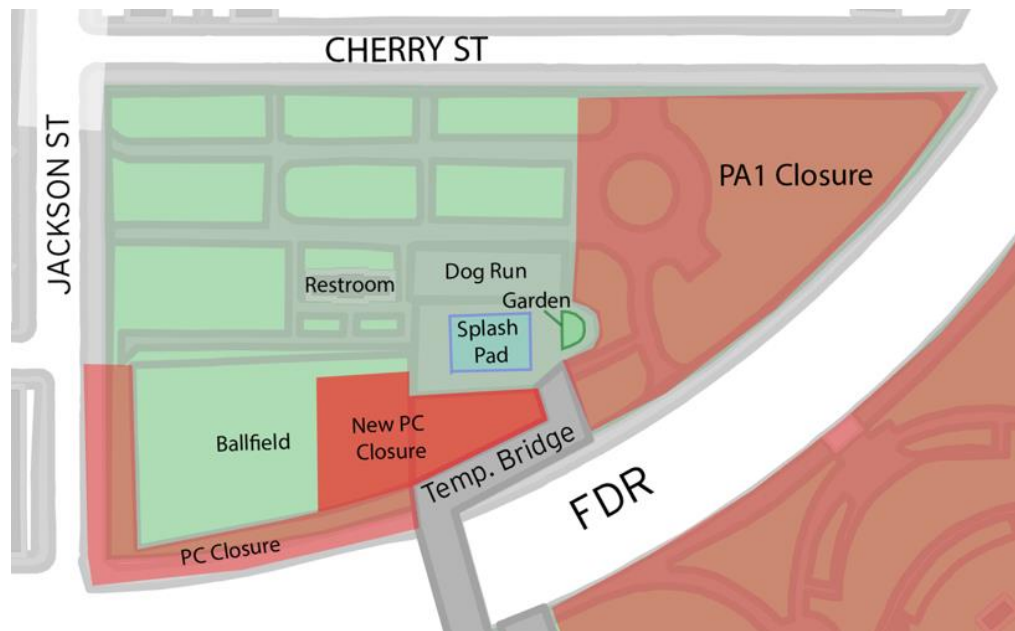 CHERRY ST
JACKSON ST
PA1 Closure
Dog Run
Restroom
Garden
Splash
Pad
New PC
Closure
Ballfield
Temp. Bridge
FDR
PC Closure